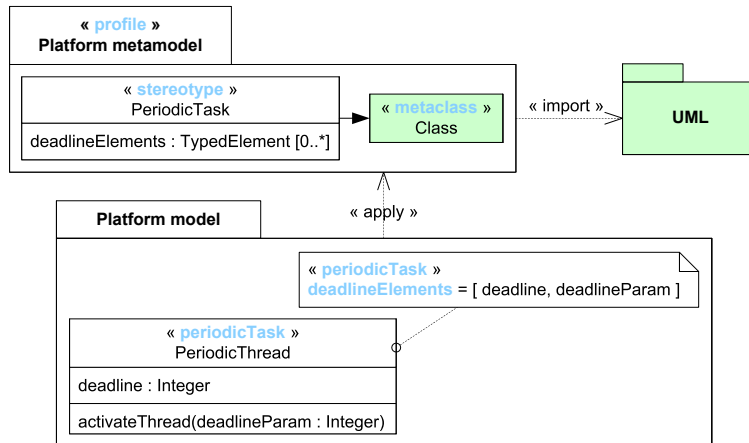 « profile »
Platform metamodel
« stereotype »
PeriodicTask
deadlineElements : TypedElement [0..*]
« metaclass »
Class
« import »
UML
« apply »
Platform model
« periodicTask »
deadlineElements = [ deadline, deadlineParam ]
« periodicTask »
PeriodicThread
deadline : Integer
activateThread(deadlineParam : Integer)